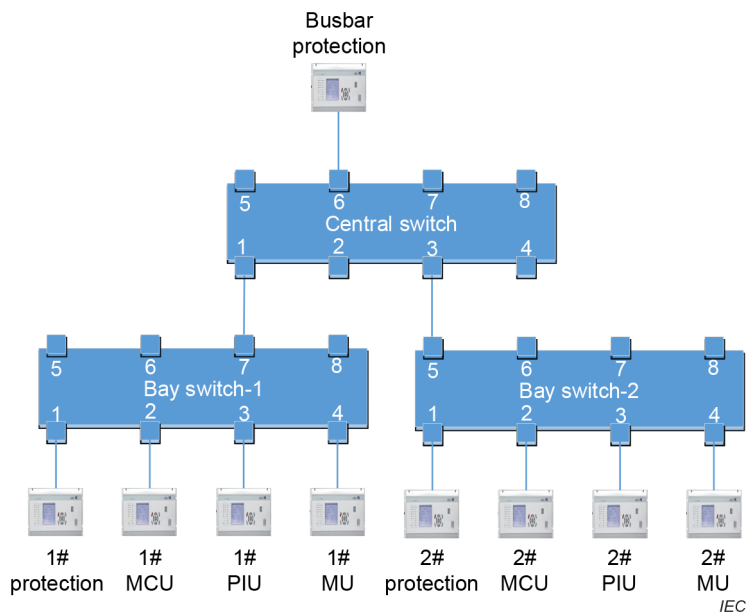 Busbar
protection
5 6 7 8
Central switch
1 2 3 4
5 6 7 8
Bay switch-1
1 2 3 4
5 6 7 8
Bay switch-2
1 2 3 4
1#
protection
1#
MCU
1#
PIU
1#
MU
2#
protection
2#
MCU
2#
PIU
2#
MU
IEC